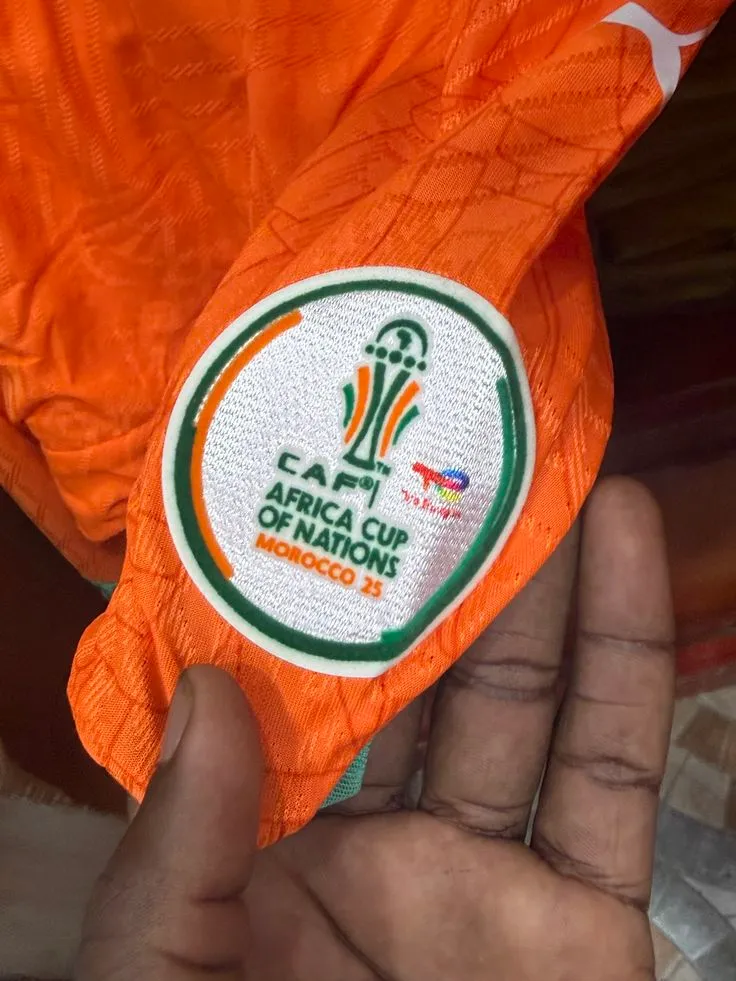 CAF
AFRICA CUP
OF NATIONS
MOROCCO 25